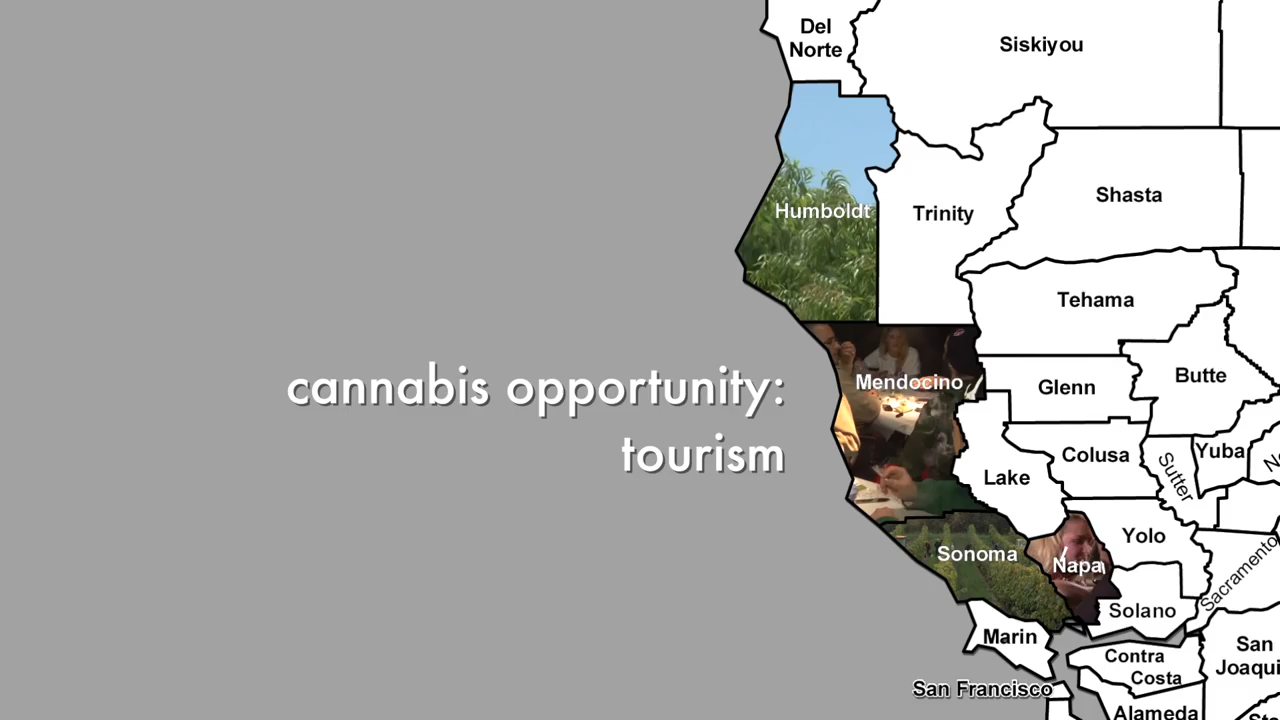 Del
Norte
Siskiyou
Humboldt
Trinity
Shasta
Tehama
cannabis opportunity:
tourism
Mendocino
Glenn
Butte
Lake
Colusa
Sutter
Yuba
Sonoma
Napa
Yolo
Solano
Sacramento
Marin
Contra
Costa
San
Joaqui
San Francisco
Alameda